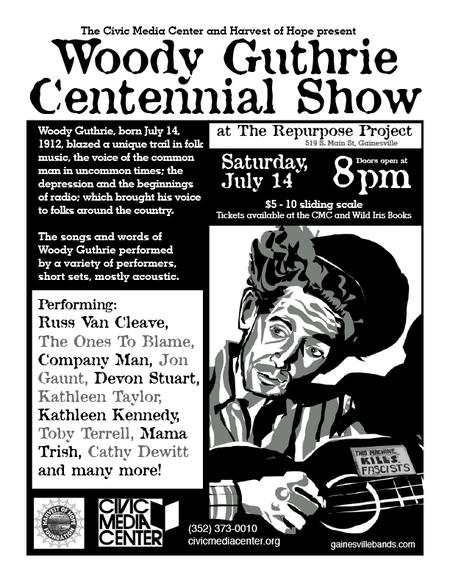 The Civic Media Center and Harvest of Hope present
Woody Guthrie
Centennial Show
Woody Guthrie, born July 14,
1912, blazed a unique trail in folk
music, the voice of the common
man in uncommon times; the
depression and the beginnings
of radio; which brought his voice
to folks around the country.
The songs and words of
Woody Guthrie performed
by a variety of performers,
short sets, mostly acoustic.
at The Repurpose Project
519 S. Main St, Gainesville
Saturday,
July 14
Doors open at
8pm
$5 - 10 sliding scale
Tickets available at the CMC and Wild Iris Books
Performing:
Russ Van Cleave,
The Ones To Blame,
Company Man, Jon
Gaunt, Devon Stuart,
Kathleen Taylor,
Kathleen Kennedy,
Toby Terrell, Mama
Trish, Cathy Dewitt
and many more!
THIS MACHINE
KILLS
FASCISTS
HARVEST OF HOPE
FOUNDATION
CIVIC
MEDIA
CENTER
(352) 373-0010
civicmediacenter.org
gainesvillebands.com